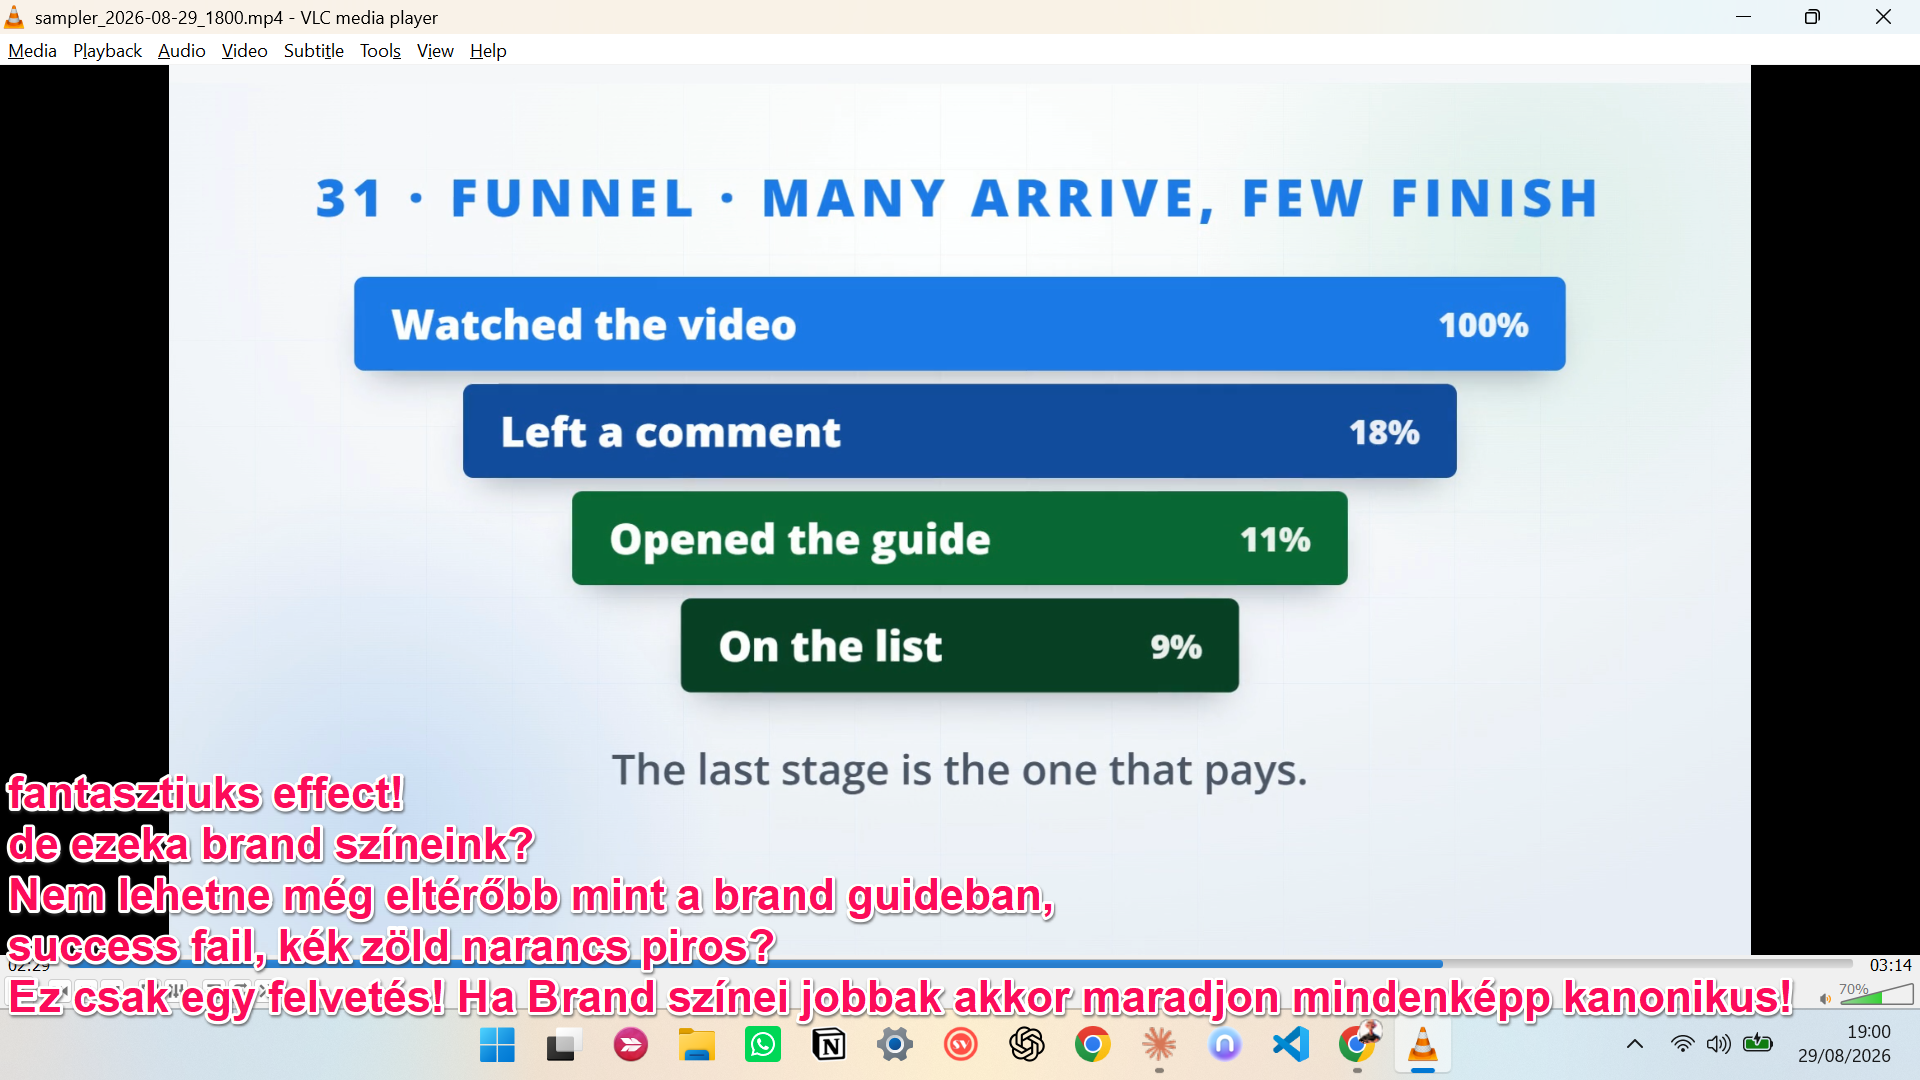 sampler_2026-08-29_1800.mp4 - VLC media player
Media Playback Audio Video Subtitle Tools View Help
31 · FUNNEL · MANY ARRIVE, FEW FINISH
Watched the video 100%
Left a comment 18%
Opened the guide 11%
On the list 9%
The last stage is the one that pays.
fantasztiuks effect!
de ezeka brand színeink?
Nem lehetne még eltérőbb mint a brand guideban,
success fail, kék zöld narancs piros?
02:29 03:14
Ez csak egy felvetés! Ha Brand színei jobbak akkor maradjon mindenképp kanonikus!
70%
19:00
29/08/2026